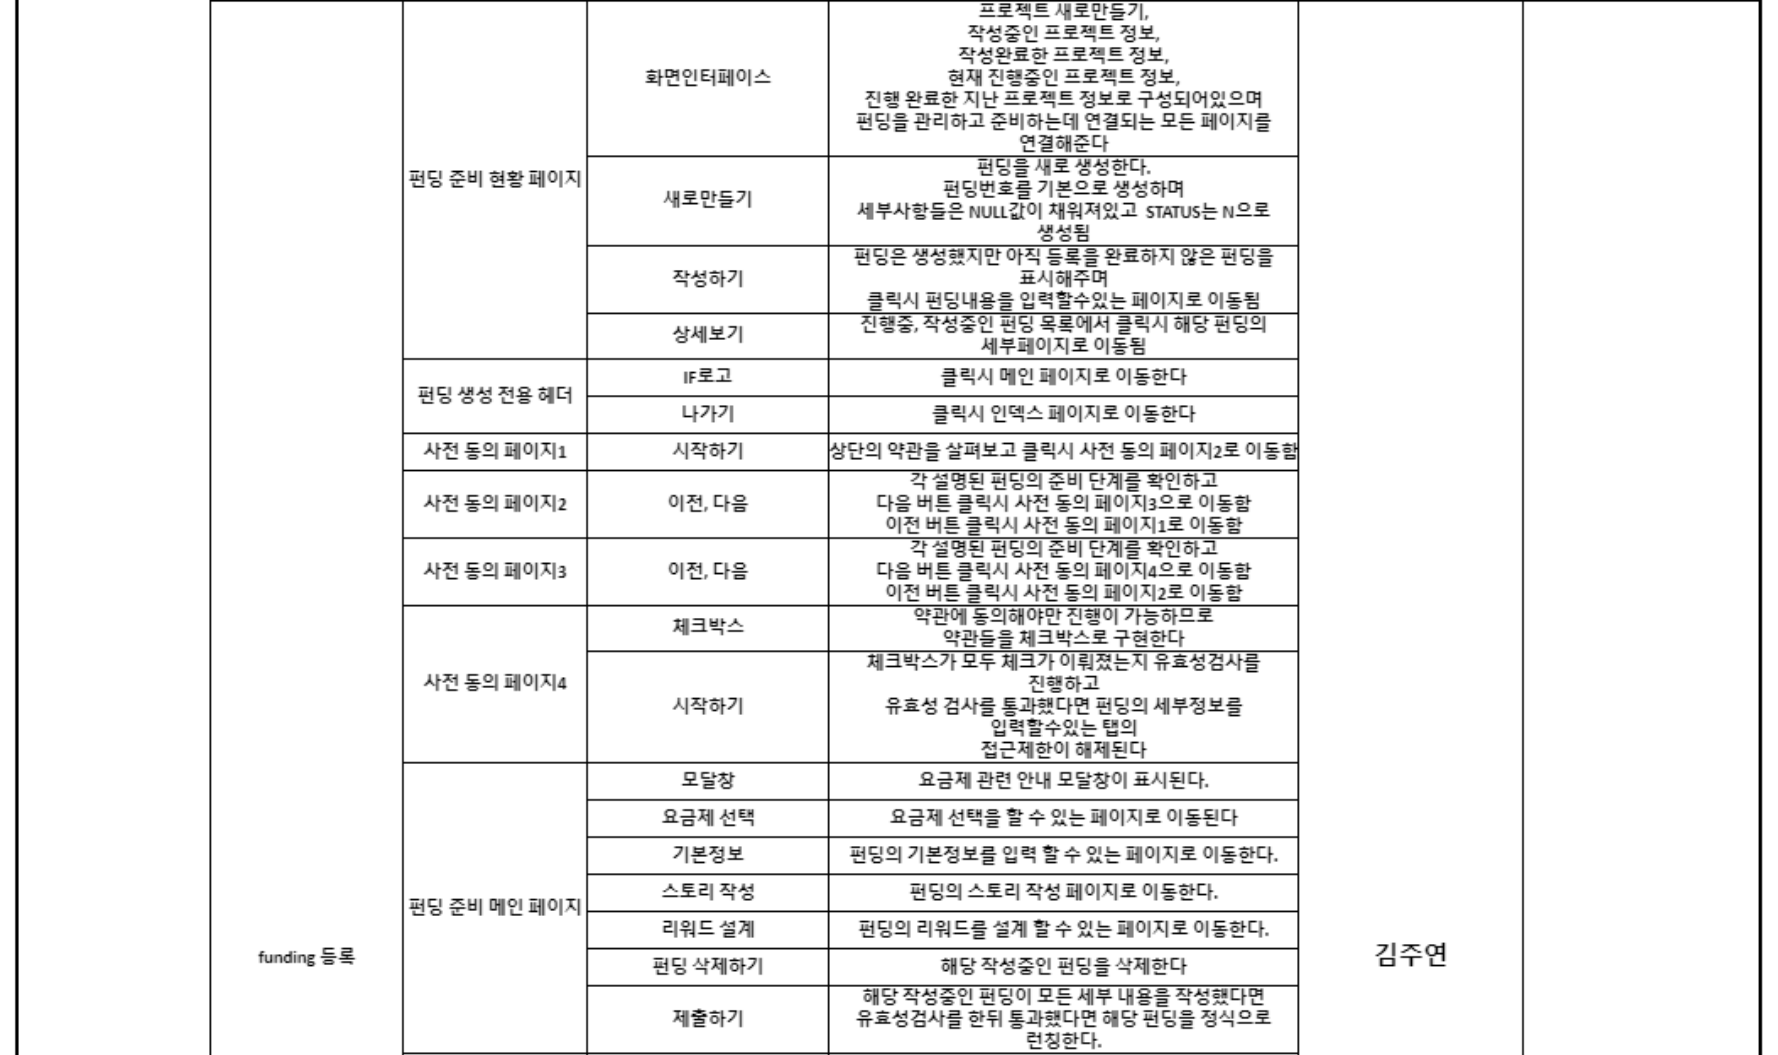 funding 등록
펀딩 준비 현황 페이지
화면인터페이스
프로젝트 새로만들기,
작성중인 프로젝트 정보,
작성완료한 프로젝트 정보,
현재 진행중인 프로젝트 정보,
진행 완료한 지난 프로젝트 정보로 구성되어있으며
펀딩을 관리하고 준비하는데 연결되는 모든 페이지를
연결해준다
새로만들기
펀딩을 새로 생성한다.
펀딩번호를 기본으로 생성하며
세부사항들은 NULL값이 채워져있고 STATUS는 N으로
생성됨
작성하기
펀딩은 생성했지만 아직 등록을 완료하지 않은 펀딩을
표시해주며
클릭시 펀딩내용을 입력할수있는 페이지로 이동됨
상세보기
진행중, 작성중인 펀딩 목록에서 클릭시 해당 펀딩의
세부페이지로 이동됨
펀딩 생성 전용 헤더
IF로고
클릭시 메인 페이지로 이동한다
나가기
클릭시 인덱스 페이지로 이동한다
사전 동의 페이지1
시작하기
상단의 약관을 살펴보고 클릭시 사전 동의 페이지2로 이동함
사전 동의 페이지2
이전, 다음
각 설명된 펀딩의 준비 단계를 확인하고
다음 버튼 클릭시 사전 동의 페이지3으로 이동함
이전 버튼 클릭시 사전 동의 페이지1로 이동함
사전 동의 페이지3
이전, 다음
각 설명된 펀딩의 준비 단계를 확인하고
다음 버튼 클릭시 사전 동의 페이지4으로 이동함
이전 버튼 클릭시 사전 동의 페이지2로 이동함
사전 동의 페이지4
체크박스
약관에 동의해야만 진행이 가능하므로
약관들을 체크박스로 구현한다
시작하기
체크박스가 모두 체크가 이뤄졌는지 유효성검사를
진행하고
유효성 검사를 통과했다면 펀딩의 세부정보를
입력할수있는 탭의
접근제한이 해제된다
펀딩 준비 메인 페이지
모달창
요금제 관련 안내 모달창이 표시된다.
요금제 선택
요금제 선택을 할 수 있는 페이지로 이동된다
기본정보
펀딩의 기본정보를 입력 할 수 있는 페이지로 이동한다.
스토리 작성
펀딩의 스토리 작성 페이지로 이동한다.
리워드 설계
펀딩의 리워드를 설계 할 수 있는 페이지로 이동한다.
펀딩 삭제하기
해당 작성중인 펀딩을 삭제한다
제출하기
해당 작성중인 펀딩이 모든 세부 내용을 작성했다면
유효성검사를 한뒤 통과했다면 해당 펀딩을 정식으로
런칭한다.
김주연